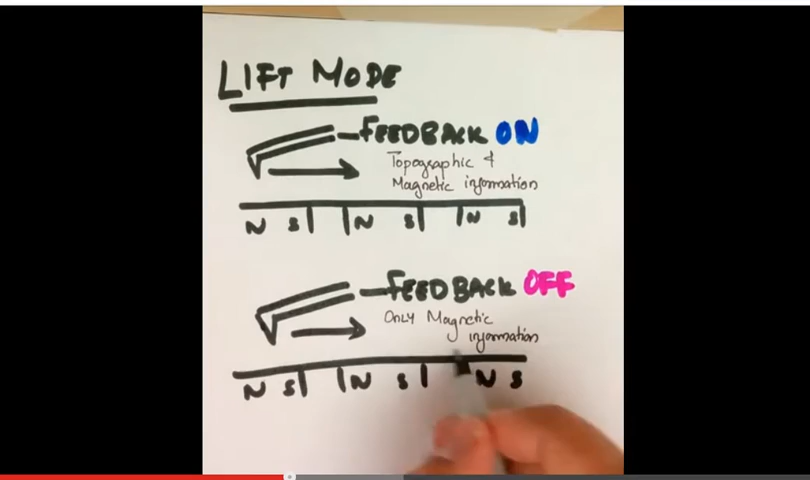 LIFT MODE
FEEDBACK ON
Topographic &
Magnetic information
N S N S N S
FEEDBACK OFF
Only Magnetic
information
N S N S N S